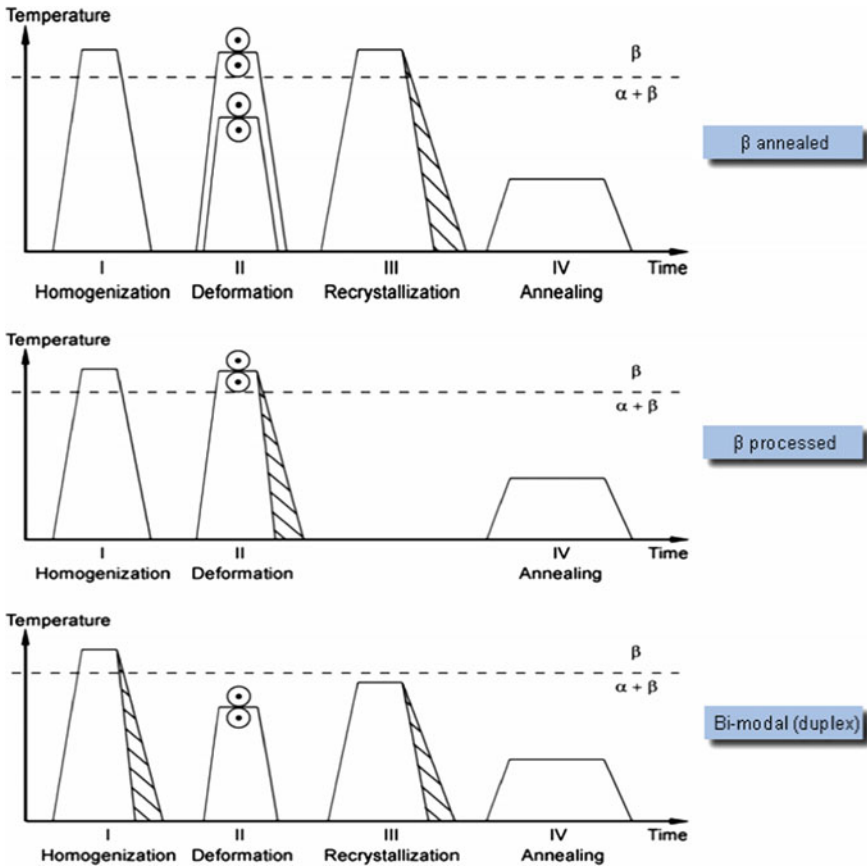 Temperature
β
α + β
β annealed
I II III IV Time
Homogenization Deformation Recrystallization Annealing
Temperature
β
α + β
β processed
I II IV Time
Homogenization Deformation Annealing
Temperature
β
α + β
Bi-modal (duplex)
I II III IV Time
Homogenization Deformation Recrystallization Annealing